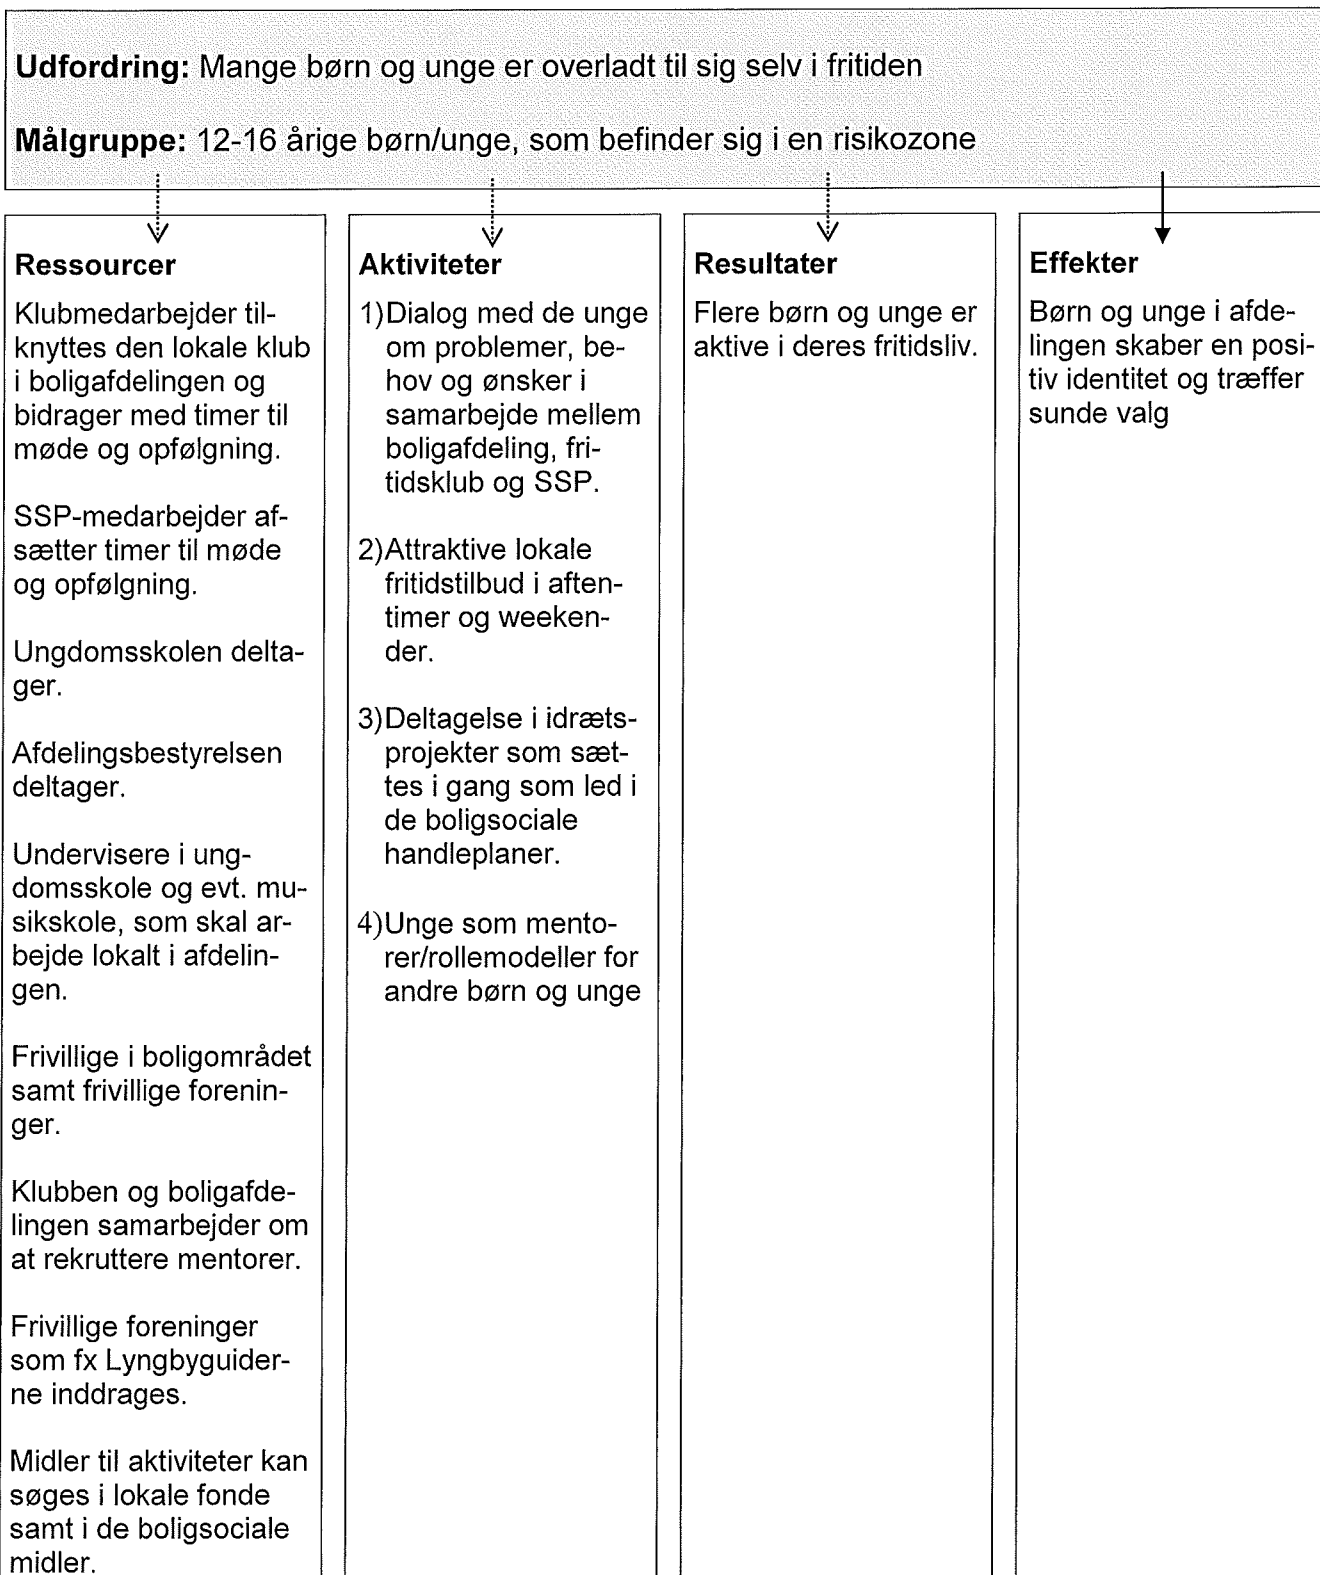 Udfordring: Mange børn og unge er overladt til sig selv i fritiden
Målgruppe: 12-16 årige børn/unge, som befinder sig i en risikozone
Ressourcer
Klubmedarbejder til-
knyttes den lokale klub
i boligafdelingen og
bidrager med timer til
møde og opfølgning.
SSP-medarbejder af-
sætter timer til møde
og opfølgning.
Ungdomsskolen delta-
ger.
Afdelingsbestyrelsen
deltager.
Undervisere i ung-
domsskole og evt. mu-
sikskole, som skal ar-
bejde lokalt i afdelin-
gen.
Frivillige i boligområdet
samt frivillige forenin-
ger.
Klubben og boligafde-
lingen samarbejder om
at rekruttere mentorer.
Frivillige foreninger
som fx Lyngbyguider-
ne inddrages.
Midler til aktiviteter kan
søges i lokale fonde
samt i de boligsociale
midler.
Aktiviteter
1)Dialog med de unge
om problemer, be-
hov og ønsker i
samarbejde mellem
boligafdeling, fri-
tidsklub og SSP.
2)Attraktive lokale
fritidstilbud i aften-
timer og weeken-
der.
3)Deltagelse i idræts-
projekter som sæt-
tes i gang som led i
de boligsociale
handleplaner.
4)Unge som mento-
rer/rollemodeller for
andre børn og unge
Resultater
Flere børn og unge er
aktive i deres fritidsliv.
Effekter
Børn og unge i afde-
lingen skaber en posi-
tiv identitet og træffer
sunde valg